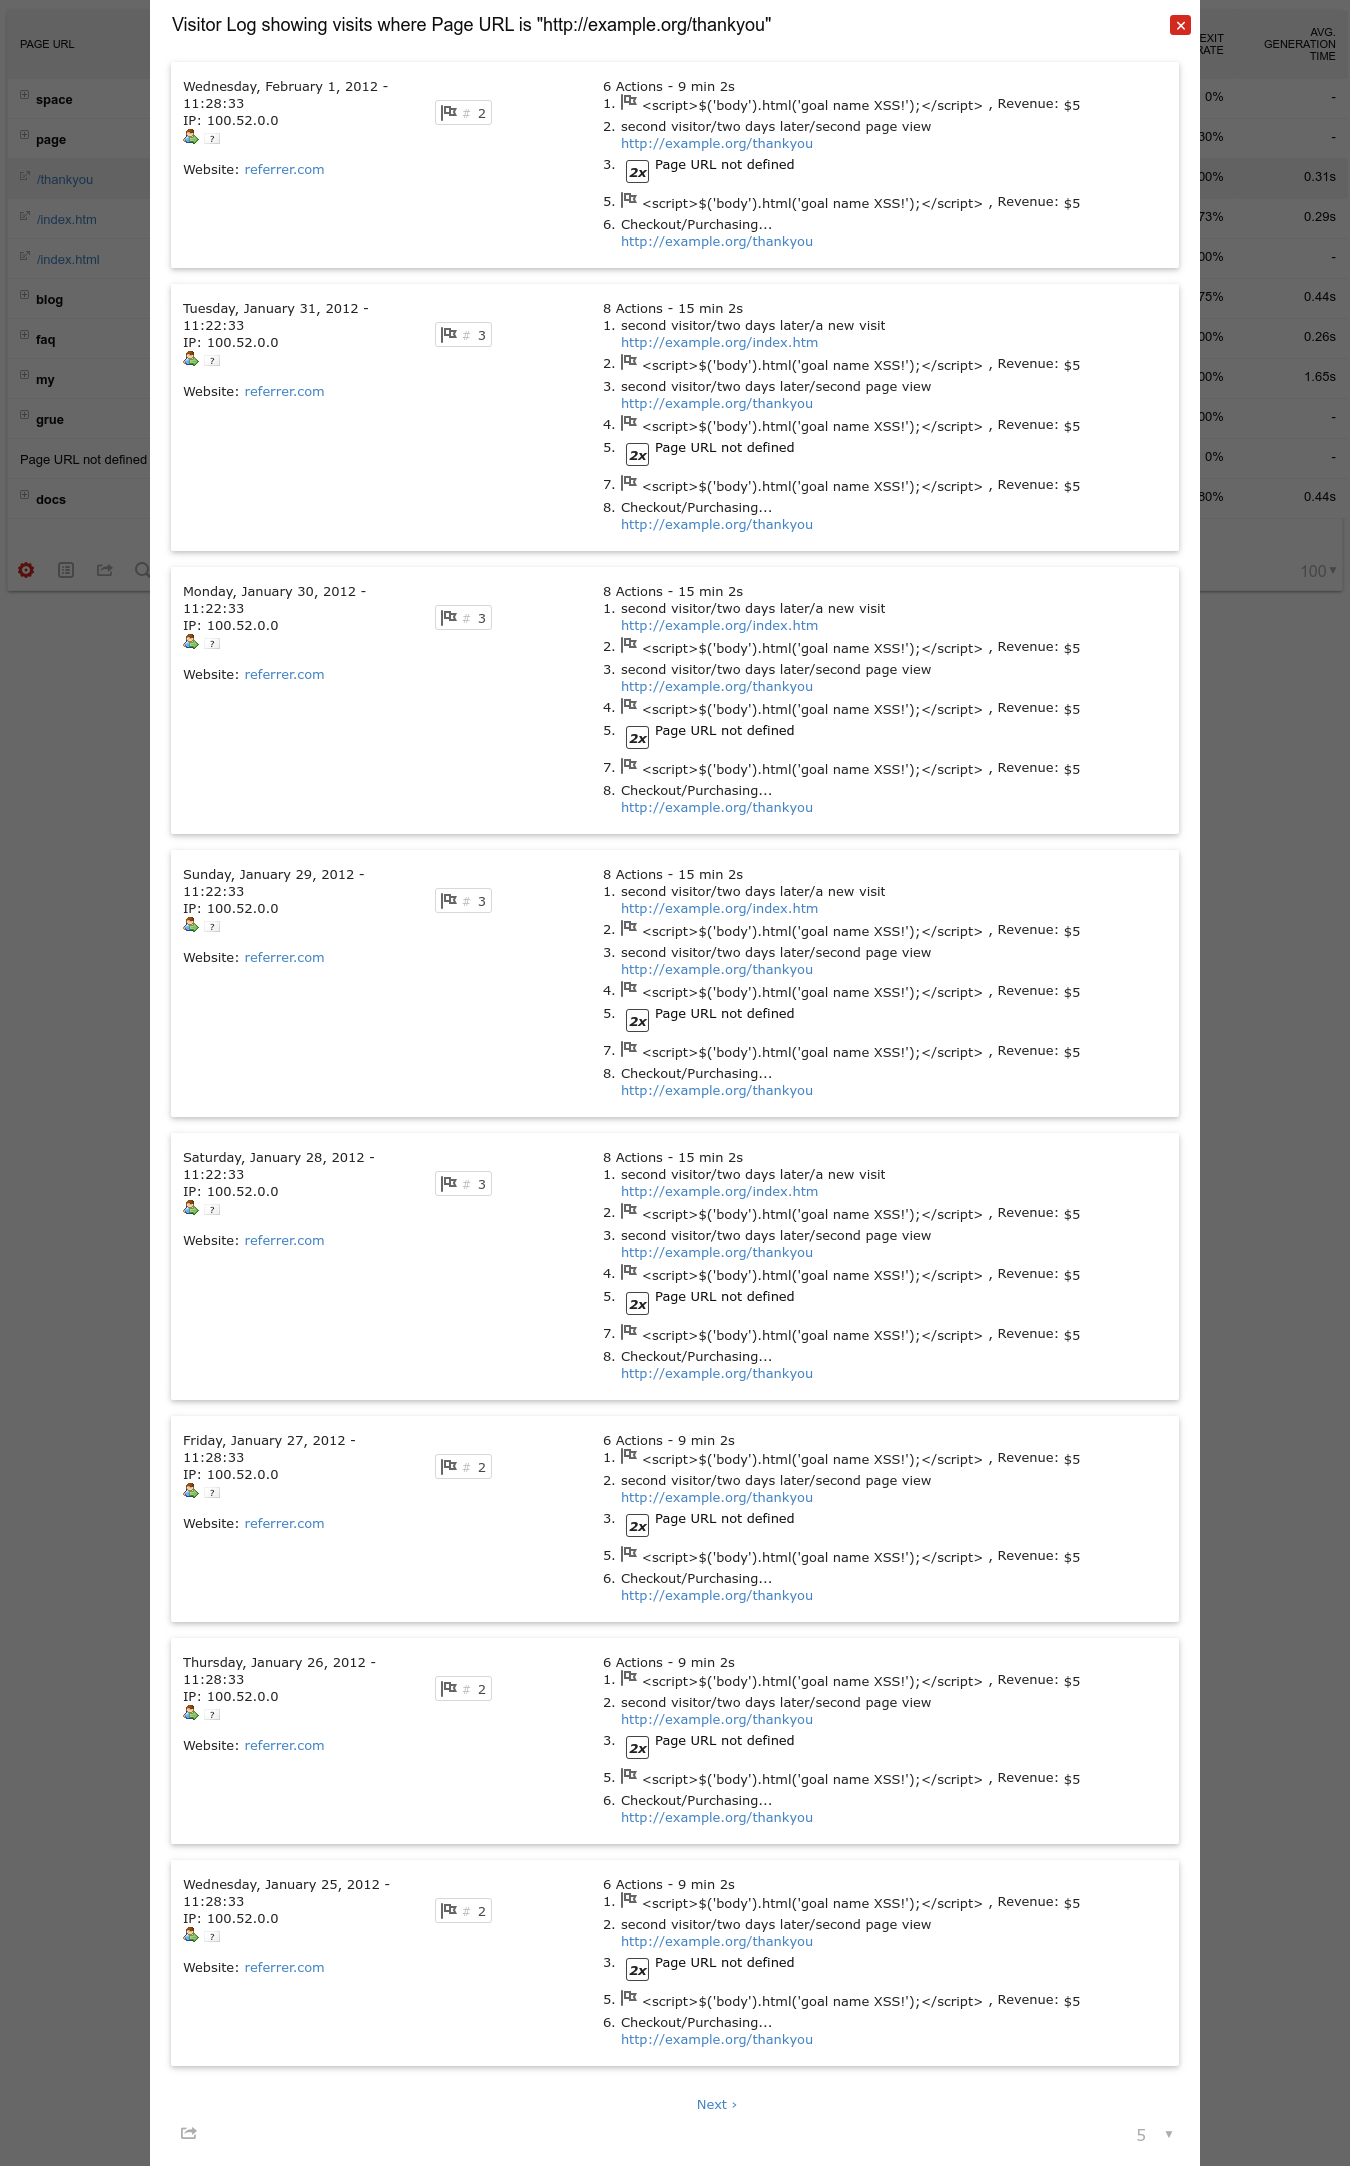 Visitor Log showing visits where Page URL is "http://example.org/thankyou"
PAGE URL
EXIT
RATE
AVG.
GENERATION
TIME
space
0%
-
page
30%
-
/thankyou
00%
0.31s
/index.htm
73%
0.29s
/index.html
00%
-
blog
75%
0.44s
faq
00%
0.26s
my
00%
1.65s
grue
00%
-
Page URL not defined
0%
-
docs
80%
0.44s
100
Wednesday, February 1, 2012 -
11:28:33
IP: 100.52.0.0
?
Website: referrer.com
# 2
6 Actions - 9 min 2s
1. <script>$('body').html('goal name XSS!');</script> , Revenue: $5
2. second visitor/two days later/second page view
http://example.org/thankyou
3. 2x Page URL not defined
5. <script>$('body').html('goal name XSS!');</script> , Revenue: $5
6. Checkout/Purchasing...
http://example.org/thankyou
Tuesday, January 31, 2012 -
11:22:33
IP: 100.52.0.0
?
Website: referrer.com
# 3
8 Actions - 15 min 2s
1. second visitor/two days later/a new visit
http://example.org/index.htm
2. <script>$('body').html('goal name XSS!');</script> , Revenue: $5
3. second visitor/two days later/second page view
http://example.org/thankyou
4. <script>$('body').html('goal name XSS!');</script> , Revenue: $5
5. 2x Page URL not defined
7. <script>$('body').html('goal name XSS!');</script> , Revenue: $5
8. Checkout/Purchasing...
http://example.org/thankyou
Monday, January 30, 2012 -
11:22:33
IP: 100.52.0.0
?
Website: referrer.com
# 3
8 Actions - 15 min 2s
1. second visitor/two days later/a new visit
http://example.org/index.htm
2. <script>$('body').html('goal name XSS!');</script> , Revenue: $5
3. second visitor/two days later/second page view
http://example.org/thankyou
4. <script>$('body').html('goal name XSS!');</script> , Revenue: $5
5. 2x Page URL not defined
7. <script>$('body').html('goal name XSS!');</script> , Revenue: $5
8. Checkout/Purchasing...
http://example.org/thankyou
Sunday, January 29, 2012 -
11:22:33
IP: 100.52.0.0
?
Website: referrer.com
# 3
8 Actions - 15 min 2s
1. second visitor/two days later/a new visit
http://example.org/index.htm
2. <script>$('body').html('goal name XSS!');</script> , Revenue: $5
3. second visitor/two days later/second page view
http://example.org/thankyou
4. <script>$('body').html('goal name XSS!');</script> , Revenue: $5
5. 2x Page URL not defined
7. <script>$('body').html('goal name XSS!');</script> , Revenue: $5
8. Checkout/Purchasing...
http://example.org/thankyou
Saturday, January 28, 2012 -
11:22:33
IP: 100.52.0.0
?
Website: referrer.com
# 3
8 Actions - 15 min 2s
1. second visitor/two days later/a new visit
http://example.org/index.htm
2. <script>$('body').html('goal name XSS!');</script> , Revenue: $5
3. second visitor/two days later/second page view
http://example.org/thankyou
4. <script>$('body').html('goal name XSS!');</script> , Revenue: $5
5. 2x Page URL not defined
7. <script>$('body').html('goal name XSS!');</script> , Revenue: $5
8. Checkout/Purchasing...
http://example.org/thankyou
Friday, January 27, 2012 -
11:28:33
IP: 100.52.0.0
?
Website: referrer.com
# 2
6 Actions - 9 min 2s
1. <script>$('body').html('goal name XSS!');</script> , Revenue: $5
2. second visitor/two days later/second page view
http://example.org/thankyou
3. 2x Page URL not defined
5. <script>$('body').html('goal name XSS!');</script> , Revenue: $5
6. Checkout/Purchasing...
http://example.org/thankyou
Thursday, January 26, 2012 -
11:28:33
IP: 100.52.0.0
?
Website: referrer.com
# 2
6 Actions - 9 min 2s
1. <script>$('body').html('goal name XSS!');</script> , Revenue: $5
2. second visitor/two days later/second page view
http://example.org/thankyou
3. 2x Page URL not defined
5. <script>$('body').html('goal name XSS!');</script> , Revenue: $5
6. Checkout/Purchasing...
http://example.org/thankyou
Wednesday, January 25, 2012 -
11:28:33
IP: 100.52.0.0
?
Website: referrer.com
# 2
6 Actions - 9 min 2s
1. <script>$('body').html('goal name XSS!');</script> , Revenue: $5
2. second visitor/two days later/second page view
http://example.org/thankyou
3. 2x Page URL not defined
5. <script>$('body').html('goal name XSS!');</script> , Revenue: $5
6. Checkout/Purchasing...
http://example.org/thankyou
Next ›
5